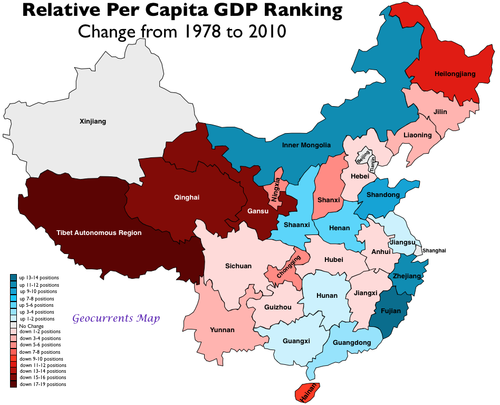 Relative Per Capita GDP Ranking
Change from 1978 to 2010
Heilongjiang
Jilin
Xinjiang
Liaoning
Inner Mongolia
Beijing
Tianjin
Hebei
Ningxia
Shanxi
Qinghai
Shandong
Gansu
Shaanxi
Henan
Tibet Autonomous Region
Jiangsu
Shanghai
Anhui
Sichuan
Chongqing
Hubei
Zhejiang
Hunan
Jiangxi
Guizhou
Fujian
Yunnan
Guangxi
Guangdong
Hainan
Geocurrents Map
up 13-14 positions
up 11-12 positions
up 9-10 positions
up 7-8 positions
up 5-6 positions
up 3-4 positions
up 1-2 positions
No Change
down 1-2 positions
down 3-4 positions
down 5-6 positions
down 7-8 positions
down 9-10 positions
down 11-12 positions
down 13-14 positions
down 15-16 positions
down 17-19 positions